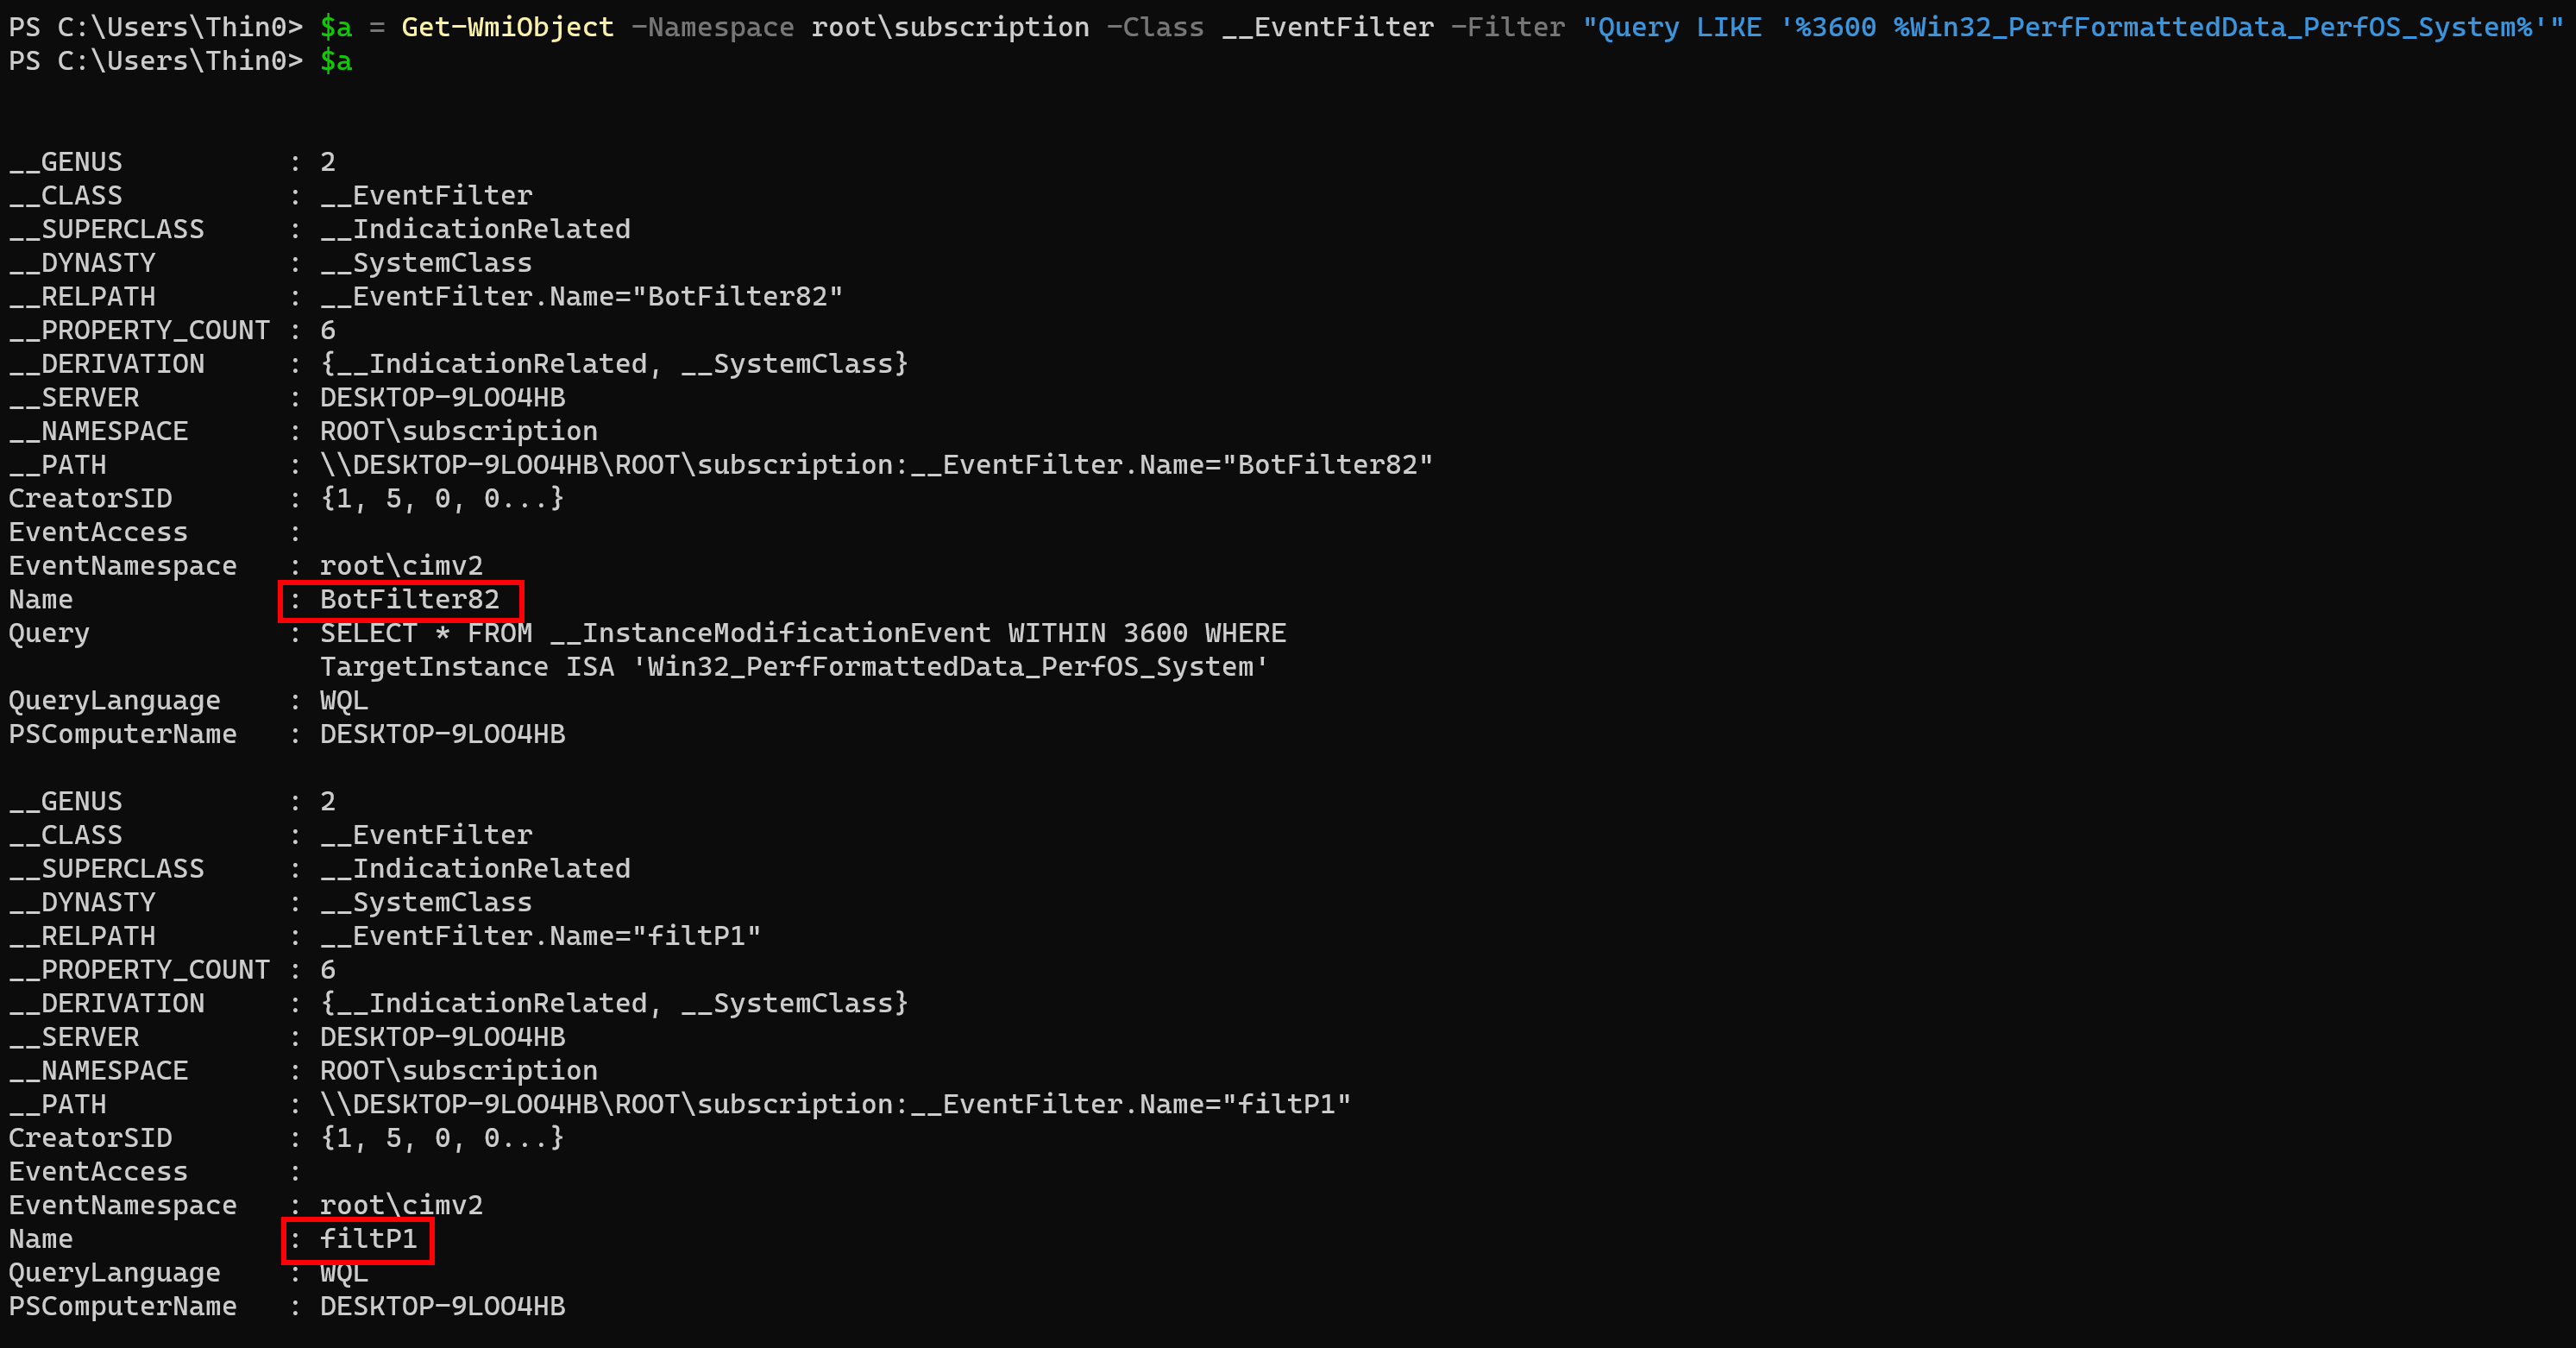 PS C:\Users\Thin0> $a = Get-WmiObject -Namespace root\subscription -Class __EventFilter -Filter "Query LIKE '%3600 %Win32_PerfFormattedData_PerfOS_System%'"
PS C:\Users\Thin0> $a
__GENUS : 2
__CLASS : __EventFilter
__SUPERCLASS : __IndicationRelated
__DYNASTY : __SystemClass
__RELPATH : __EventFilter.Name="BotFilter82"
__PROPERTY_COUNT : 6
__DERIVATION : {__IndicationRelated, __SystemClass}
__SERVER : DESKTOP-9LOO4HB
__NAMESPACE : ROOT\subscription
__PATH : \\DESKTOP-9LOO4HB\ROOT\subscription:__EventFilter.Name="BotFilter82"
CreatorSID : {1, 5, 0, 0...}
EventAccess :
EventNamespace : root\cimv2
Name : BotFilter82
Query : SELECT * FROM __InstanceModificationEvent WITHIN 3600 WHERE
TargetInstance ISA 'Win32_PerfFormattedData_PerfOS_System'
QueryLanguage : WQL
PSComputerName : DESKTOP-9LOO4HB
__GENUS : 2
__CLASS : __EventFilter
__SUPERCLASS : __IndicationRelated
__DYNASTY : __SystemClass
__RELPATH : __EventFilter.Name="filtP1"
__PROPERTY_COUNT : 6
__DERIVATION : {__IndicationRelated, __SystemClass}
__SERVER : DESKTOP-9LOO4HB
__NAMESPACE : ROOT\subscription
__PATH : \\DESKTOP-9LOO4HB\ROOT\subscription:__EventFilter.Name="filtP1"
CreatorSID : {1, 5, 0, 0...}
EventAccess :
EventNamespace : root\cimv2
Name : filtP1
QueryLanguage : WQL
PSComputerName : DESKTOP-9LOO4HB